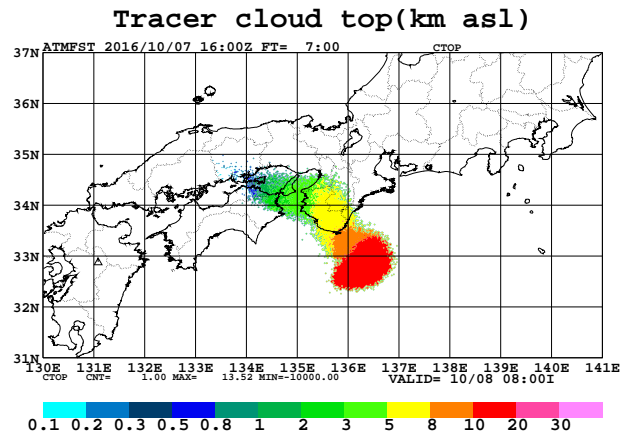 Tracer cloud top(km asl)
ATMFST 2016/10/07 16:00Z FT=  7:00 CTOP
37N
36N
35N
34N
33N
32N
31N
130E 131E 132E 133E 134E 135E 136E 137E 138E 139E 140E 141E
CTOP CNT= 1.00 MAX= 13.52 MIN=-10000.00 VALID= 10/08 08:00I
0.1 0.2 0.3 0.5 0.8 1 2 3 5 8 10 20 30